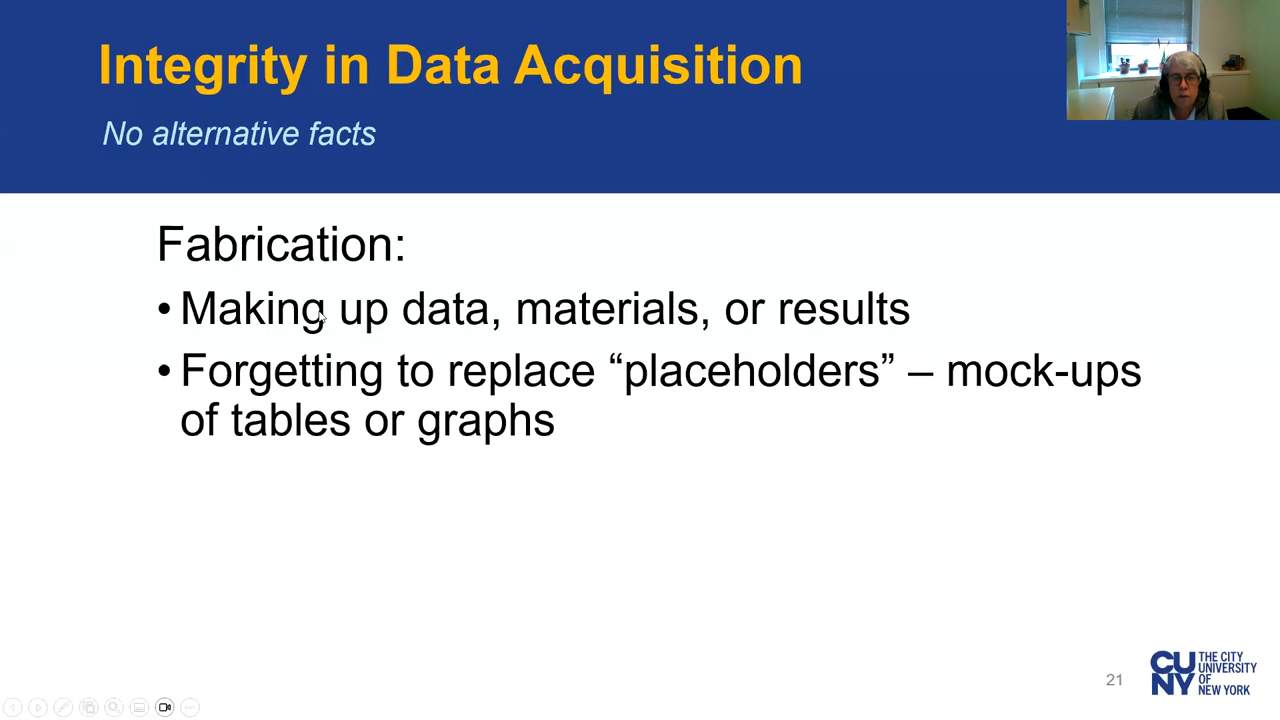 Integrity in Data Acquisition
No alternative facts
Fabrication:
• Making up data, materials, or results
• Forgetting to replace “placeholders” – mock-ups
of tables or graphs
21
CU
NY
THE CITY
UNIVERSITY
OF
NEW YORK